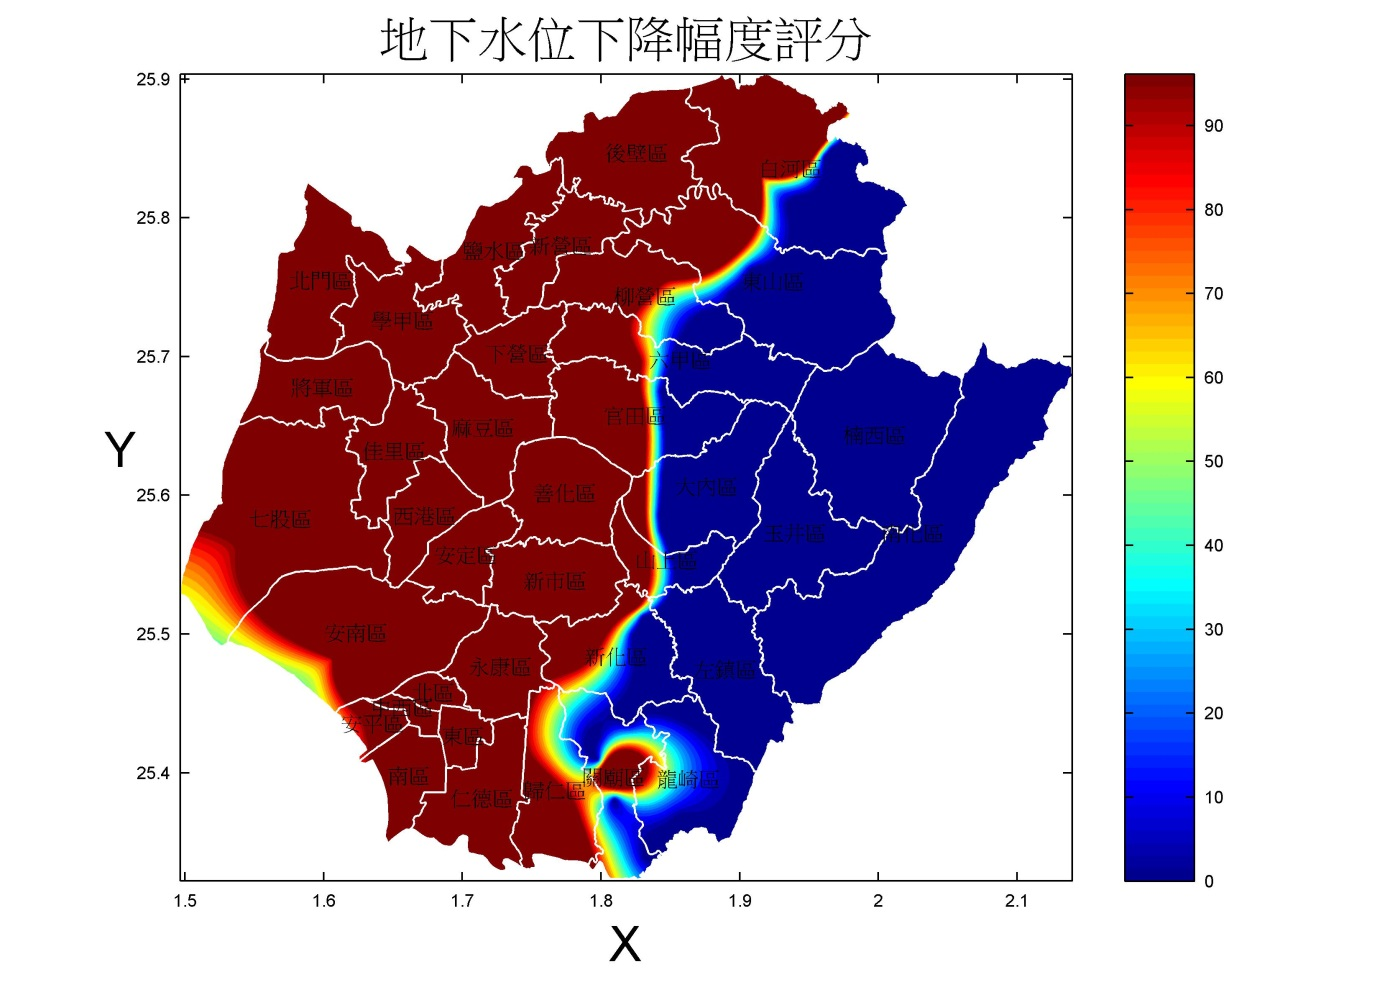 地下水位下降幅度評分
25.9
25.8
25.7
25.6
25.5
25.4
Y
1.5
1.6
1.7
1.8
1.9
2
2.1
X
90
80
70
60
50
40
30
20
10
0
後壁區
白河區
鹽水區
新營區
北門區
東山區
柳營區
學甲區
下營區
六甲區
將軍區
官田區
麻豆區
楠西區
佳里區
大內區
善化區
七股區
西港區
玉井區
南化區
安定區
山上區
新市區
安南區
新化區
永康區
左鎮區
北區
中西區
安平區
東區
南區
關廟區
龍崎區
歸仁區
仁德區